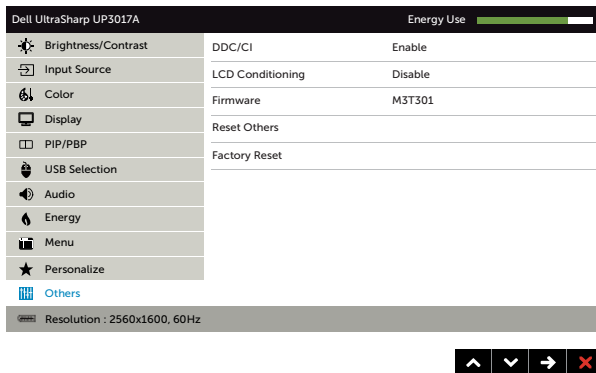 Dell UltraSharp UP3017A
Energy Use
Brightness/Contrast
Input Source
Color
Display
PIP/PBP
USB Selection
Audio
Energy
Menu
Personalize
Others
DDC/CI Enable
LCD Conditioning Disable
Firmware M3T301
Reset Others
Factory Reset
Resolution : 2560x1600, 60Hz